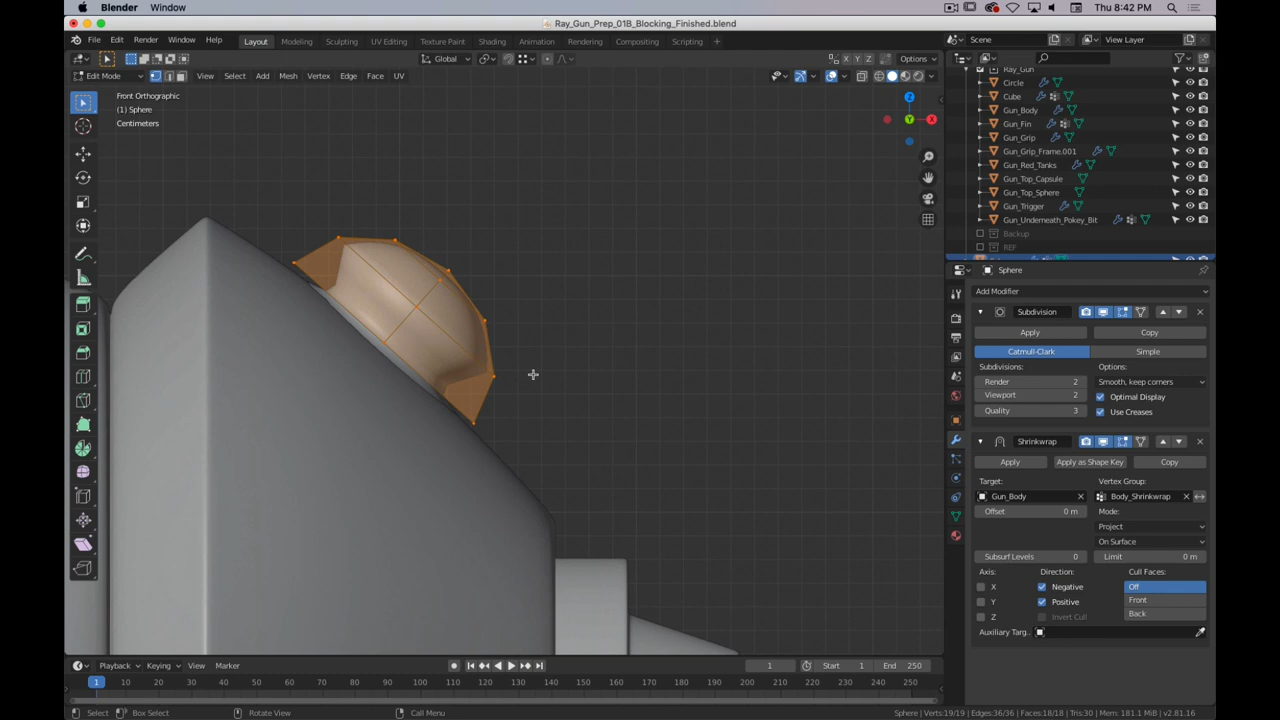 Blender Window Thu 8:42 PM
Ray_Gun_Prep_01B_Blocking_Finished.blend
File Edit Render Window Help Layout Modeling Sculpting UV Editing Texture Paint Shading Animation Rendering Compositing Scripting + Scene View Layer
Global Options X Y Z
Edit Mode View Select Add Mesh Vertex Edge Face UV
Front Orthographic
(1) Sphere
Centimeters
Z
X
Y
Ray_Gun
Circle
Cube
Gun_Body
Gun_Fin
Gun_Grip
Gun_Grip_Frame.001
Gun_Red_Tanks
Gun_Top_Capsule
Gun_Top_Sphere
Gun_Trigger
Gun_Underneath_Pokey_Bit
Backup
REF
Sphere
Add Modifier
Subdivision
Apply Copy
Catmull-Clark Simple
Subdivisions: Options:
Render 2 Smooth, keep corners
Viewport 2 Optimal Display
Quality 3 Use Creases
Shrinkwrap
Apply Apply as Shape Key Copy
Target: Vertex Group:
Gun_Body Body_Shrinkwrap
Offset 0 m Mode:
Project
On Surface
Subsurf Levels 0 Limit 0 m
Axis: Direction: Cull Faces:
X Negative Off
Y Positive Front
Z Invert Cull Back
Auxiliary Targ..
Playback Keying View Marker 1 Start 1 End 250
1 10 20 30 40 50 60 70 80 90 100 110 120 130 140 150 160 170 180 190 200 210 220 230 240 250
Select Box Select Rotate View Call Menu Sphere | Verts:19/19 | Edges:36/36 | Faces:18/18 | Tris:30 | Mem: 181.1 MiB | v2.81.16